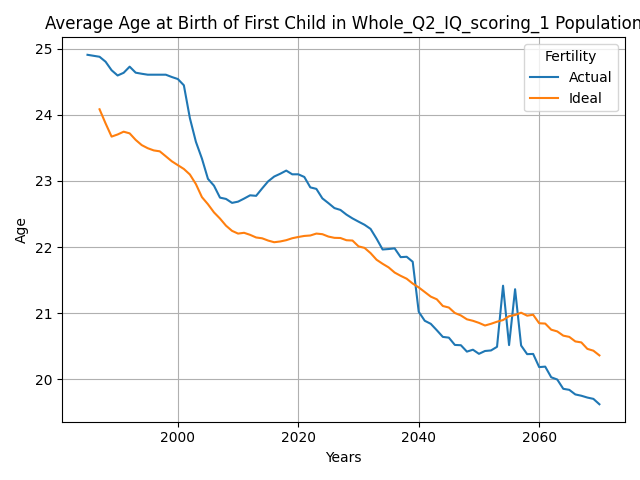 Average Age at Birth of First Child in Whole_Q2_IQ_scoring_1 Population
Fertility
Actual
Ideal
25
24
23
22
21
20
Age
2000
2020
2040
2060
Years